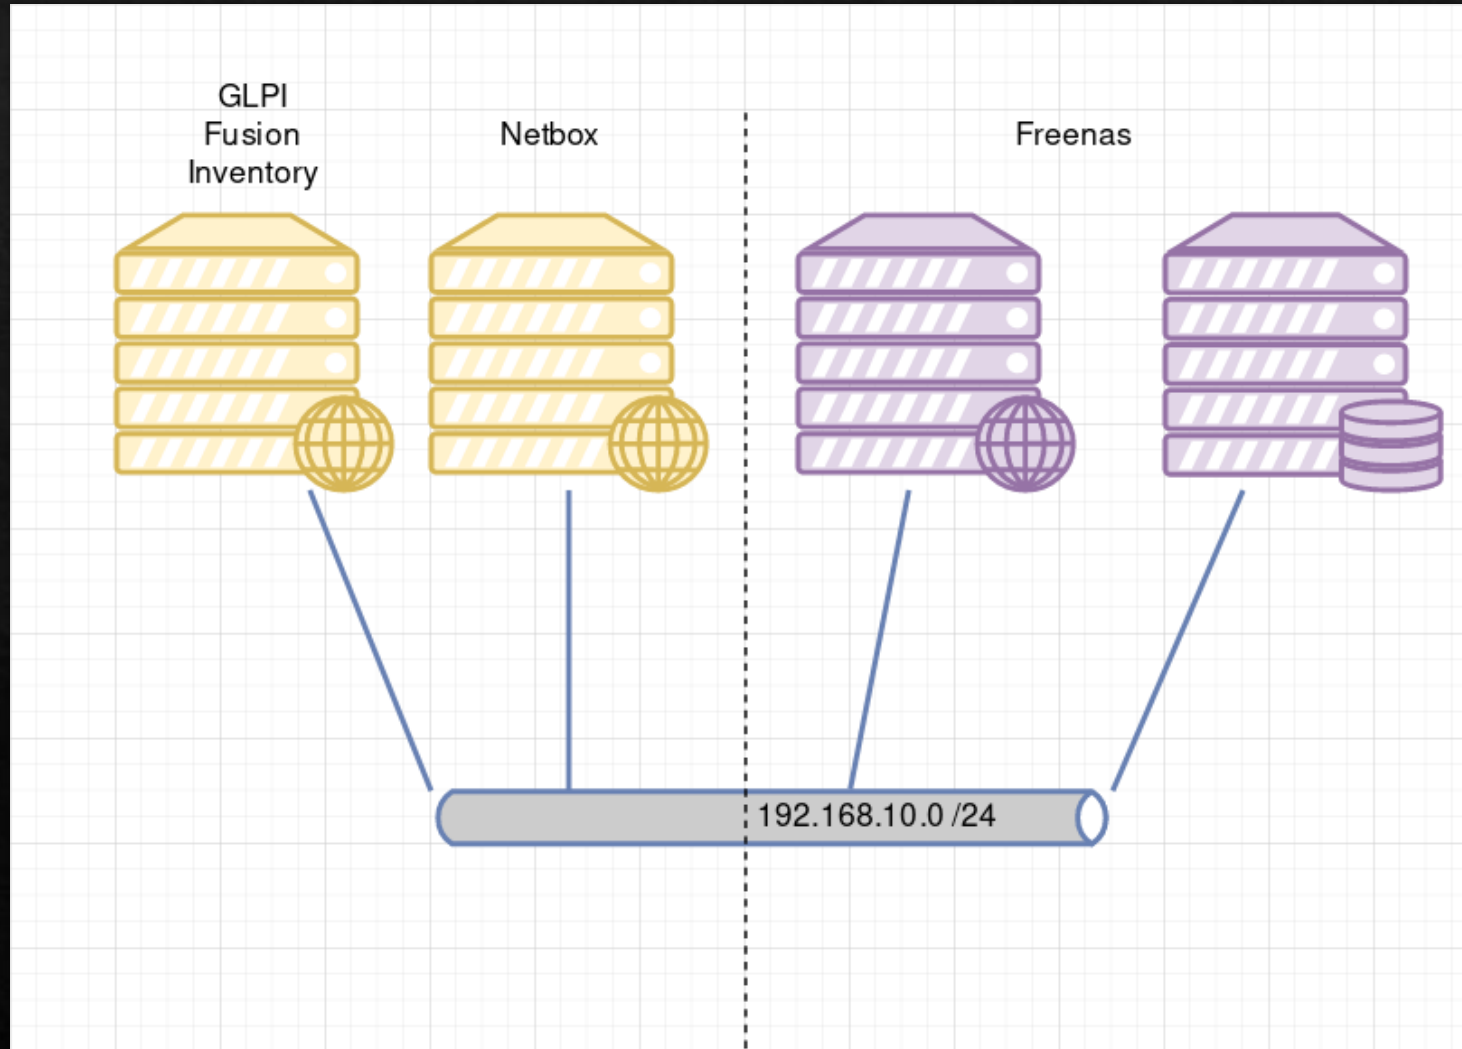 GLPI
Fusion
Inventory
Netbox
Freenas
192.168.10.0 /24